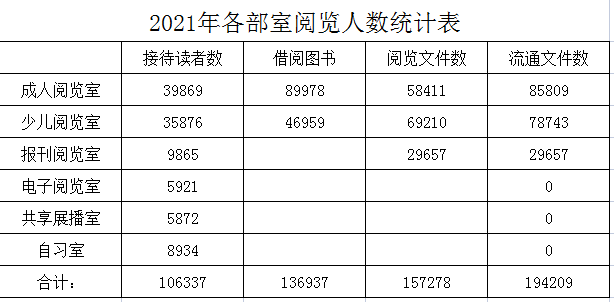 2021年各部室阅览人数统计表
接待读者数 借阅图书 阅览文件数 流通文件数
成人阅览室 39869 89978 58411 85809
少儿阅览室 35876 46959 69210 78743
报刊阅览室 9865 29657 29657
电子阅览室 5921 0
共享展播室 5872 0
自习室 8934 0
合计： 106337 136937 157278 194209